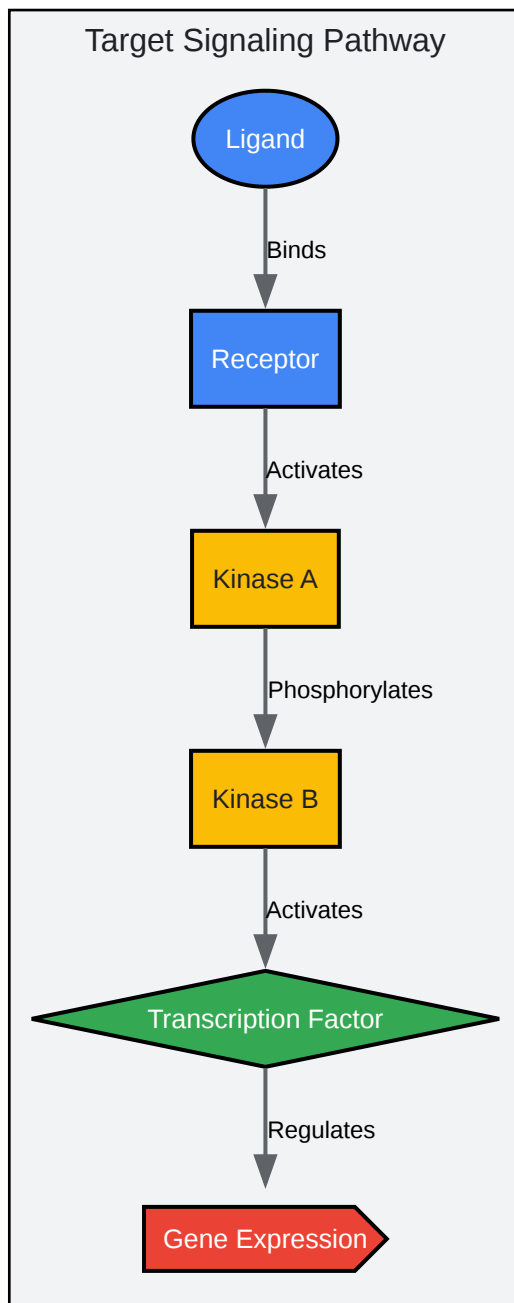 Target Signaling Pathway
Ligand
Binds
Receptor
Activates
Kinase A
Phosphorylates
Kinase B
Activates
Transcription Factor
Regulates
Gene Expression